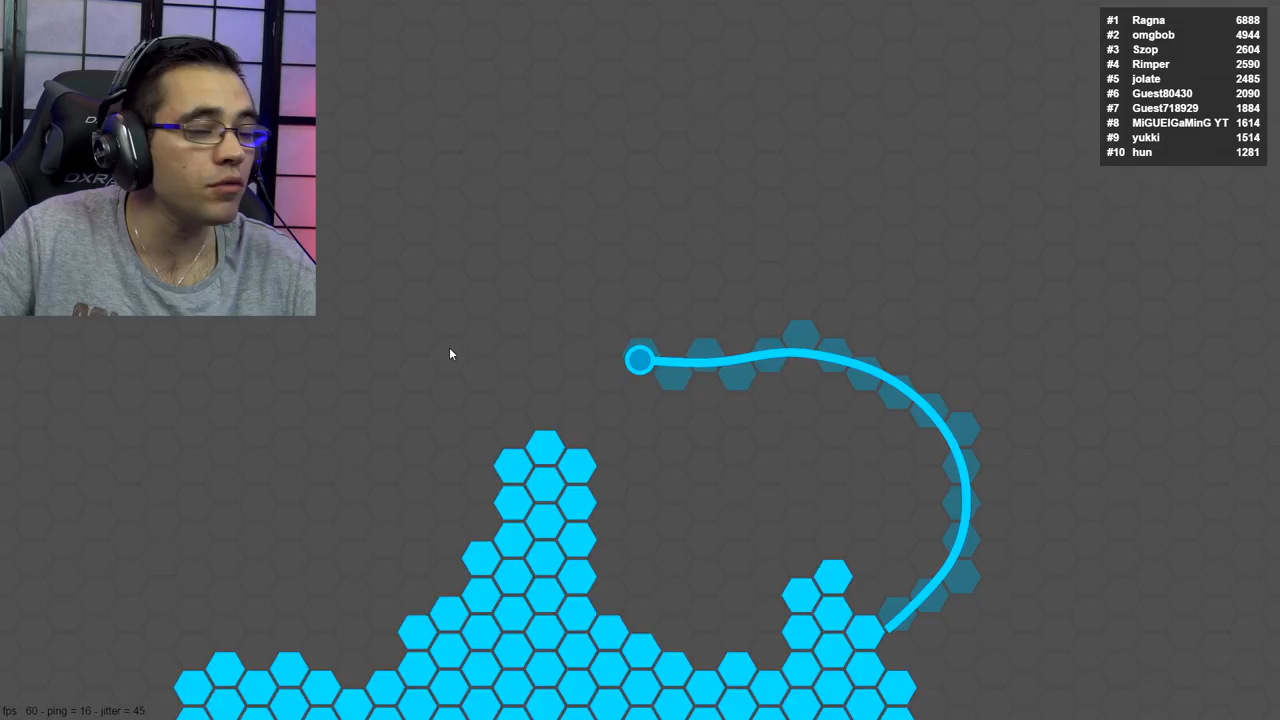 #1 Ragna 6888
#2 omgbob 4944
#3 Szop 2604
#4 Rimper 2590
#5 jolate 2485
#6 Guest80430 2090
#7 Guest718929 1884
#8 MiGUElGaMinG YT 1614
#9 yukki 1514
#10 hun 1281
DXRA
fps 60 - ping = 16 - jitter = 45